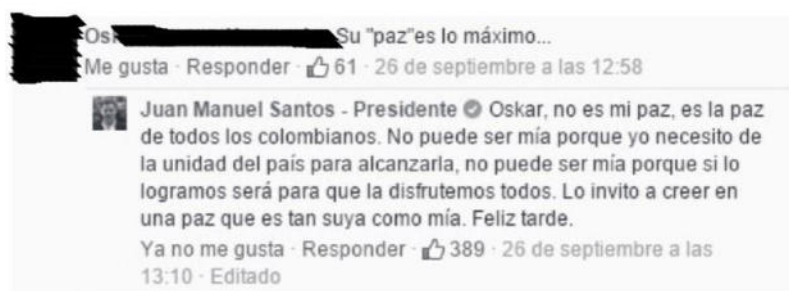 Su "paz"es lo máximo...
Me gusta · Responder · 61 · 26 de septiembre a las 12:58
Juan Manuel Santos - Presidente Oskar, no es mi paz, es la paz
de todos los colombianos. No puede ser mía porque yo necesito de
la unidad del país para alcanzarla, no puede ser mía porque si lo
logramos será para que la disfrutemos todos. Lo invito a creer en
una paz que es tan suya como mía. Feliz tarde.
Ya no me gusta · Responder · 389 · 26 de septiembre a las
13:10 · Editado